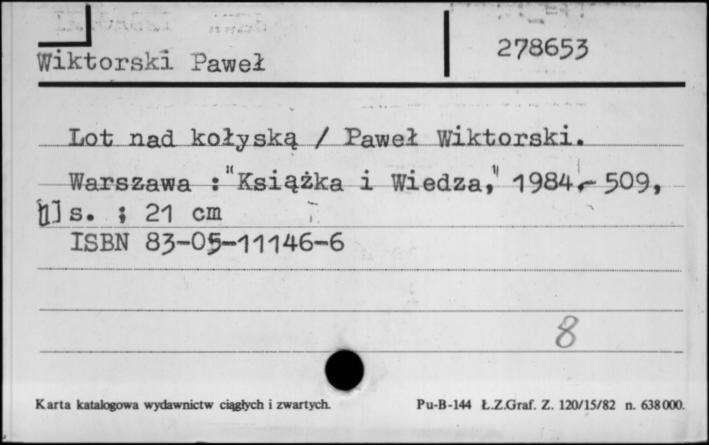 Wiktorski Paweł
278653
Lot nad kołyską / Paweł Wiktorski.
Warszawa : "Książka i Wiedza," 1984.- 509,
[1] s. ; 21 cm
ISBN 83-05-11146-6
8
Karta katalogowa wydawnictw ciągłych i zwartych.
Pu-B-144 Ł.Z.Graf. Z. 120/15/82 n. 638000.